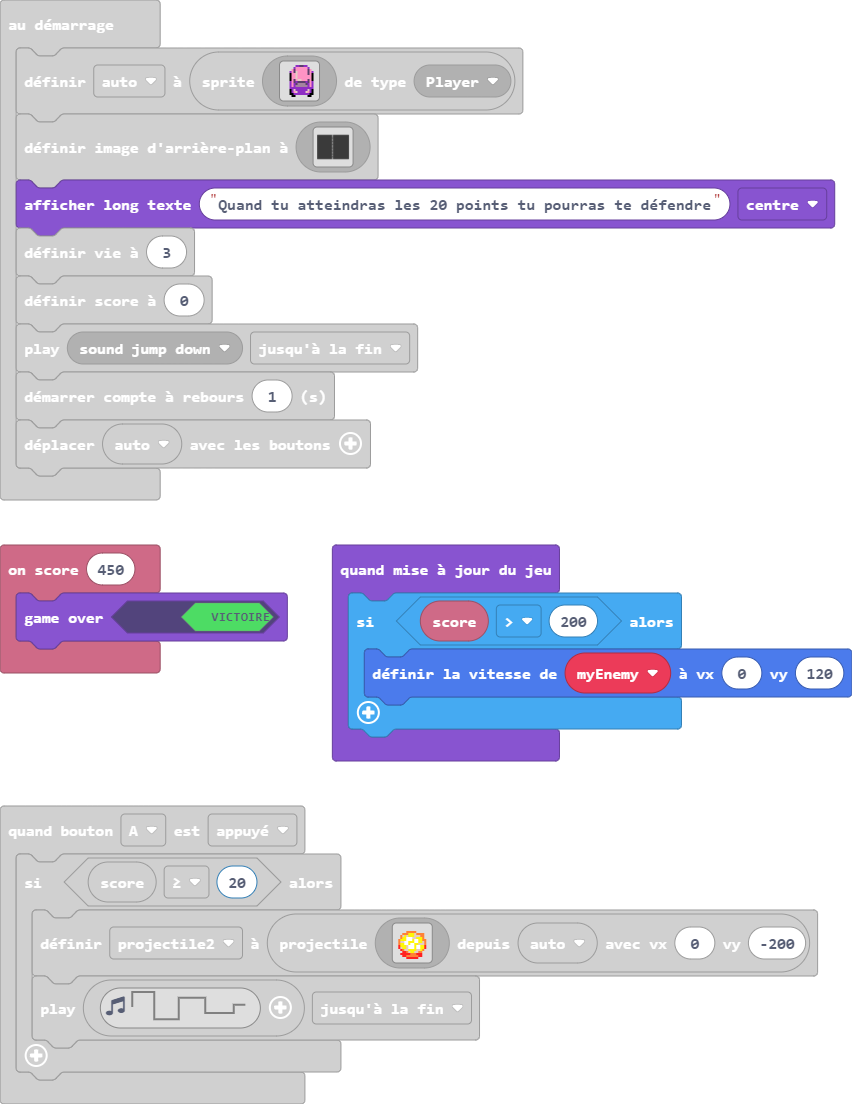 au démarrage
définir auto à sprite de type Player
définir image d'arrière-plan à
afficher long texte "Quand tu atteindras les 20 points tu pourras te défendre" centre
définir vie à 3
définir score à 0
play sound jump down jusqu'à la fin
démarrer compte à rebours 1 (s)
déplacer auto avec les boutons
on score 450
game over VICTOIRE
quand mise à jour du jeu
si score > 200 alors
définir la vitesse de myEnemy à vx 0 vy 120
quand bouton A est appuyé
si score ≥ 20 alors
définir projectile2 à projectile depuis auto avec vx 0 vy -200
play jusqu'à la fin